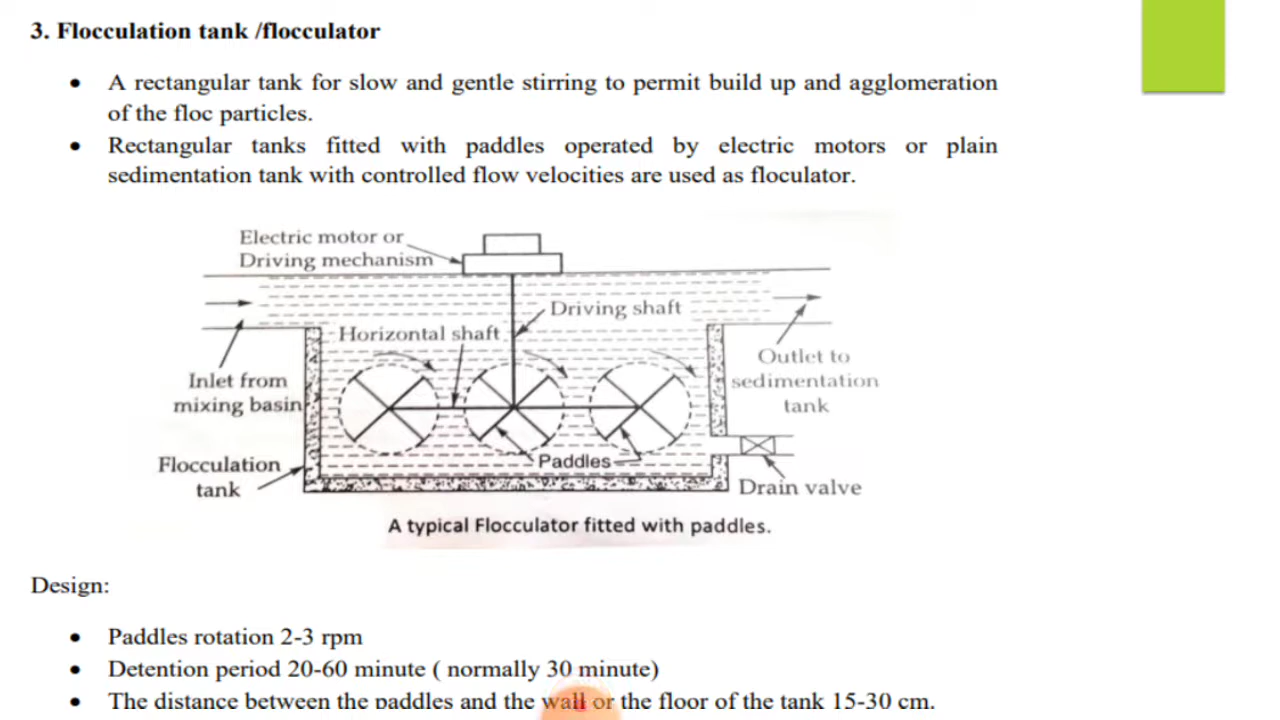 3. Flocculation tank /flocculator
• A rectangular tank for slow and gentle stirring to permit build up and agglomeration
of the floc particles.
• Rectangular tanks fitted with paddles operated by electric motors or plain
sedimentation tank with controlled flow velocities are used as floculator.
Electric motor or
Driving mechanism
Driving shaft
Horizontal shaft
Inlet from
mixing basin
Outlet to
sedimentation
tank
Flocculation
tank
Paddles
Drain valve
A typical Flocculator fitted with paddles.
Design:
• Paddles rotation 2-3 rpm
• Detention period 20-60 minute ( normally 30 minute)
• The distance between the paddles and the wall or the floor of the tank 15-30 cm.